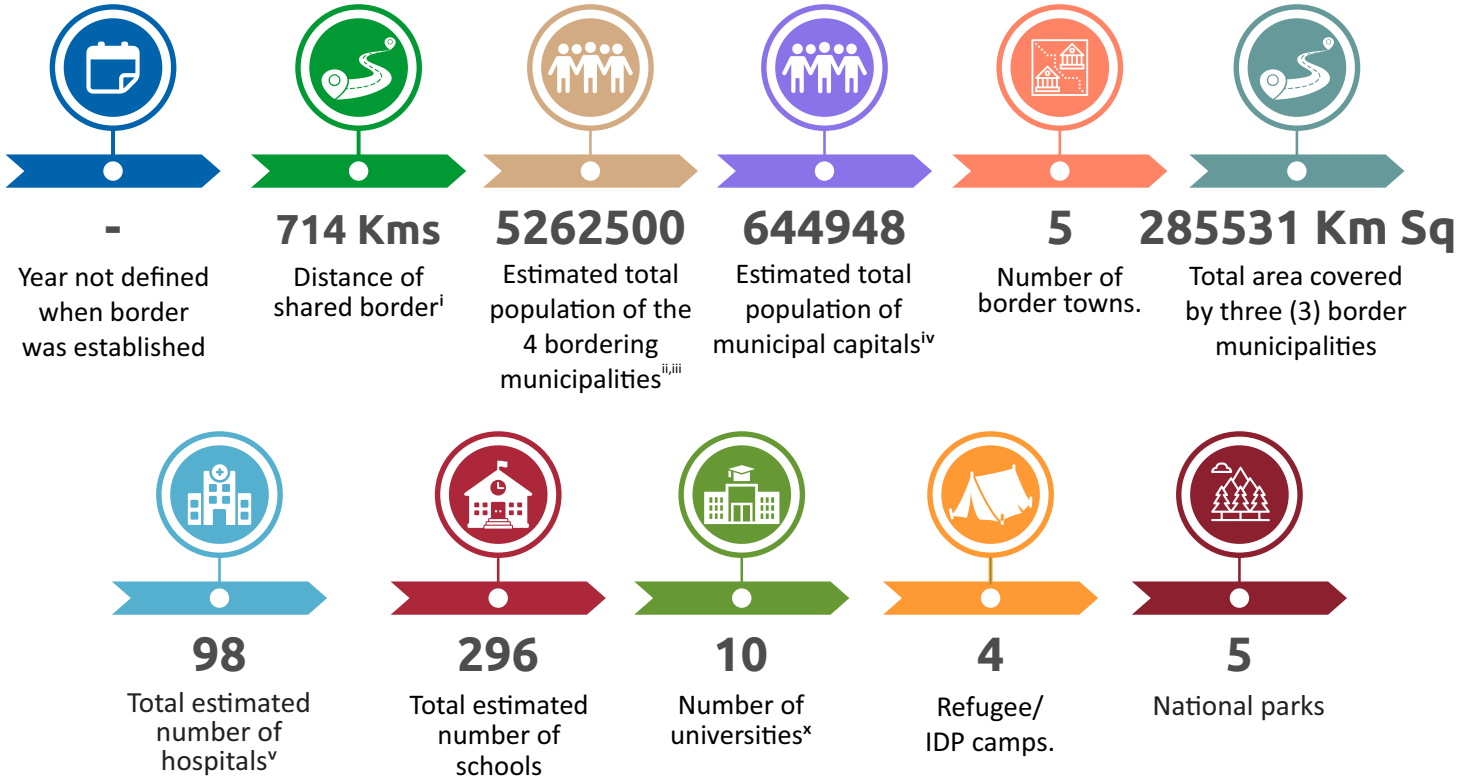 -
Year not defined
when border
was established
714 Kms
Distance of
shared borderⁱ
5262500
Estimated total
population of the
4 bordering
municipalitiesⁱⁱ,ⁱⁱⁱ
644948
Estimated total
population of
municipal capitalsⁱᵛ
5
Number of
border towns.
285531 Km Sq
Total area covered
by three (3) border
municipalities
98
Total estimated
number of
hospitalsᵛ
296
Total estimated
number of
schools
10
Number of
universitiesˣ
4
Refugee/
IDP camps.
5
National parks